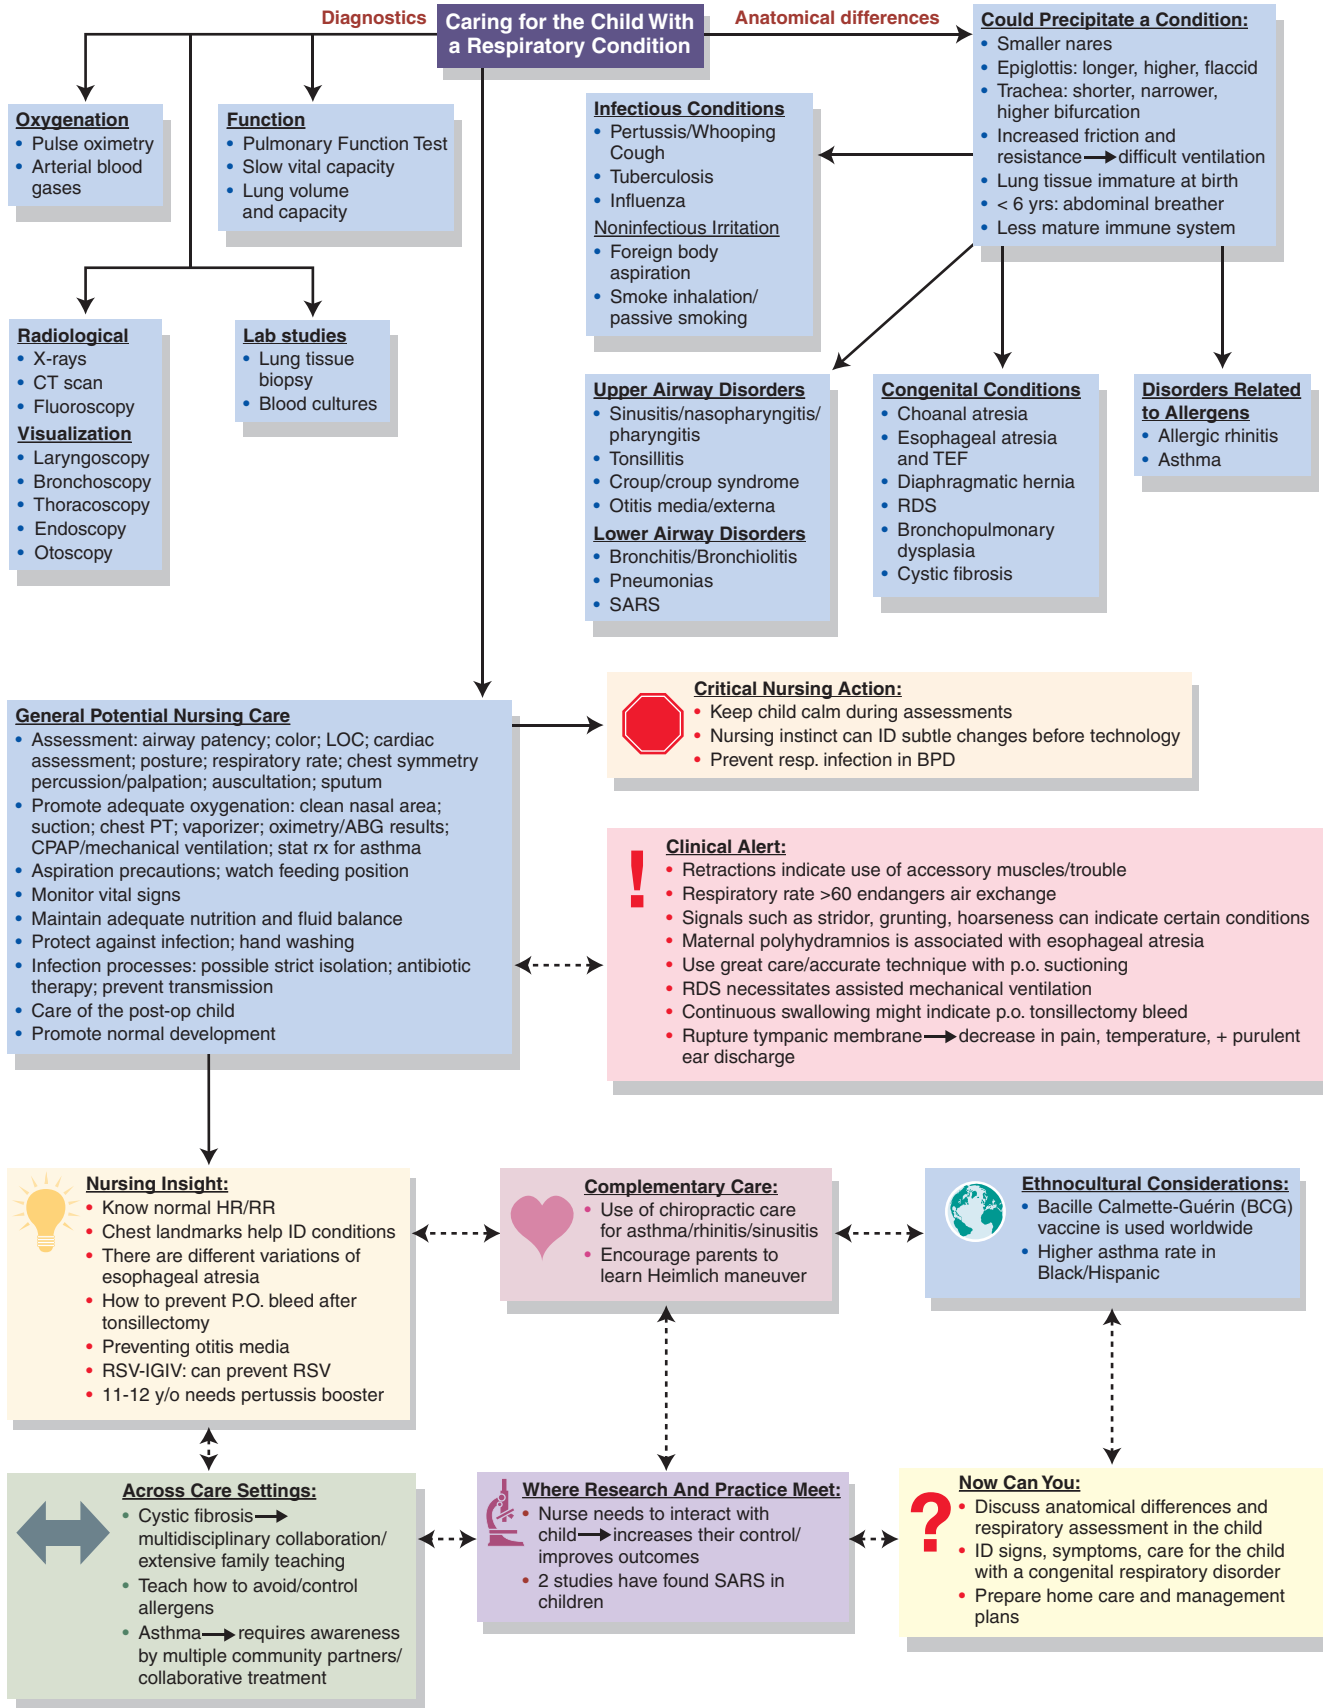 Diagnostics
Caring for the Child With
a Respiratory Condition
Anatomical differences
Could Precipitate a Condition:
• Smaller nares
• Epiglottis: longer, higher, flaccid
• Trachea: shorter, narrower,
higher bifurcation
• Increased friction and
resistance → difficult ventilation
• Lung tissue immature at birth
• < 6 yrs: abdominal breather
• Less mature immune system
Oxygenation
• Pulse oximetry
• Arterial blood
gases
Function
• Pulmonary Function Test
• Slow vital capacity
• Lung volume
and capacity
Infectious Conditions
• Pertussis/Whooping
Cough
• Tuberculosis
• Influenza
Noninfectious Irritation
• Foreign body
aspiration
• Smoke inhalation/
passive smoking
Radiological
• X-rays
• CT scan
• Fluoroscopy
Visualization
• Laryngoscopy
• Bronchoscopy
• Thoracoscopy
• Endoscopy
• Otoscopy
Lab studies
• Lung tissue
biopsy
• Blood cultures
Upper Airway Disorders
• Sinusitis/nasopharyngitis/
pharyngitis
• Tonsillitis
• Croup/croup syndrome
• Otitis media/externa
Lower Airway Disorders
• Bronchitis/Bronchiolitis
• Pneumonias
• SARS
Congenital Conditions
• Choanal atresia
• Esophageal atresia
and TEF
• Diaphragmatic hernia
• RDS
• Bronchopulmonary
dysplasia
• Cystic fibrosis
Disorders Related
to Allergens
• Allergic rhinitis
• Asthma
General Potential Nursing Care
• Assessment: airway patency; color; LOC; cardiac
assessment; posture; respiratory rate; chest symmetry
percussion/palpation; auscultation; sputum
• Promote adequate oxygenation: clean nasal area;
suction; chest PT; vaporizer; oximetry/ABG results;
CPAP/mechanical ventilation; stat rx for asthma
• Aspiration precautions; watch feeding position
• Monitor vital signs
• Maintain adequate nutrition and fluid balance
• Protect against infection; hand washing
• Infection processes: possible strict isolation; antibiotic
therapy; prevent transmission
• Care of the post-op child
• Promote normal development
Critical Nursing Action:
• Keep child calm during assessments
• Nursing instinct can ID subtle changes before technology
• Prevent resp. infection in BPD
!
Clinical Alert:
• Retractions indicate use of accessory muscles/trouble
• Respiratory rate >60 endangers air exchange
• Signals such as stridor, grunting, hoarseness can indicate certain conditions
• Maternal polyhydramnios is associated with esophageal atresia
• Use great care/accurate technique with p.o. suctioning
• RDS necessitates assisted mechanical ventilation
• Continuous swallowing might indicate p.o. tonsillectomy bleed
• Rupture tympanic membrane → decrease in pain, temperature, + purulent
ear discharge
Nursing Insight:
• Know normal HR/RR
• Chest landmarks help ID conditions
• There are different variations of
esophageal atresia
• How to prevent P.O. bleed after
tonsillectomy
• Preventing otitis media
• RSV-IGIV: can prevent RSV
• 11-12 y/o needs pertussis booster
Complementary Care:
• Use of chiropractic care
for asthma/rhinitis/sinusitis
• Encourage parents to
learn Heimlich maneuver
Ethnocultural Considerations:
• Bacille Calmette-Guérin (BCG)
vaccine is used worldwide
• Higher asthma rate in
Black/Hispanic
Across Care Settings:
• Cystic fibrosis →
multidisciplinary collaboration/
extensive family teaching
• Teach how to avoid/control
allergens
• Asthma → requires awareness
by multiple community partners/
collaborative treatment
Where Research And Practice Meet:
• Nurse needs to interact with
child → increases their control/
improves outcomes
• 2 studies have found SARS in
children
?
Now Can You:
• Discuss anatomical differences and
respiratory assessment in the child
• ID signs, symptoms, care for the child
with a congenital respiratory disorder
• Prepare home care and management
plans